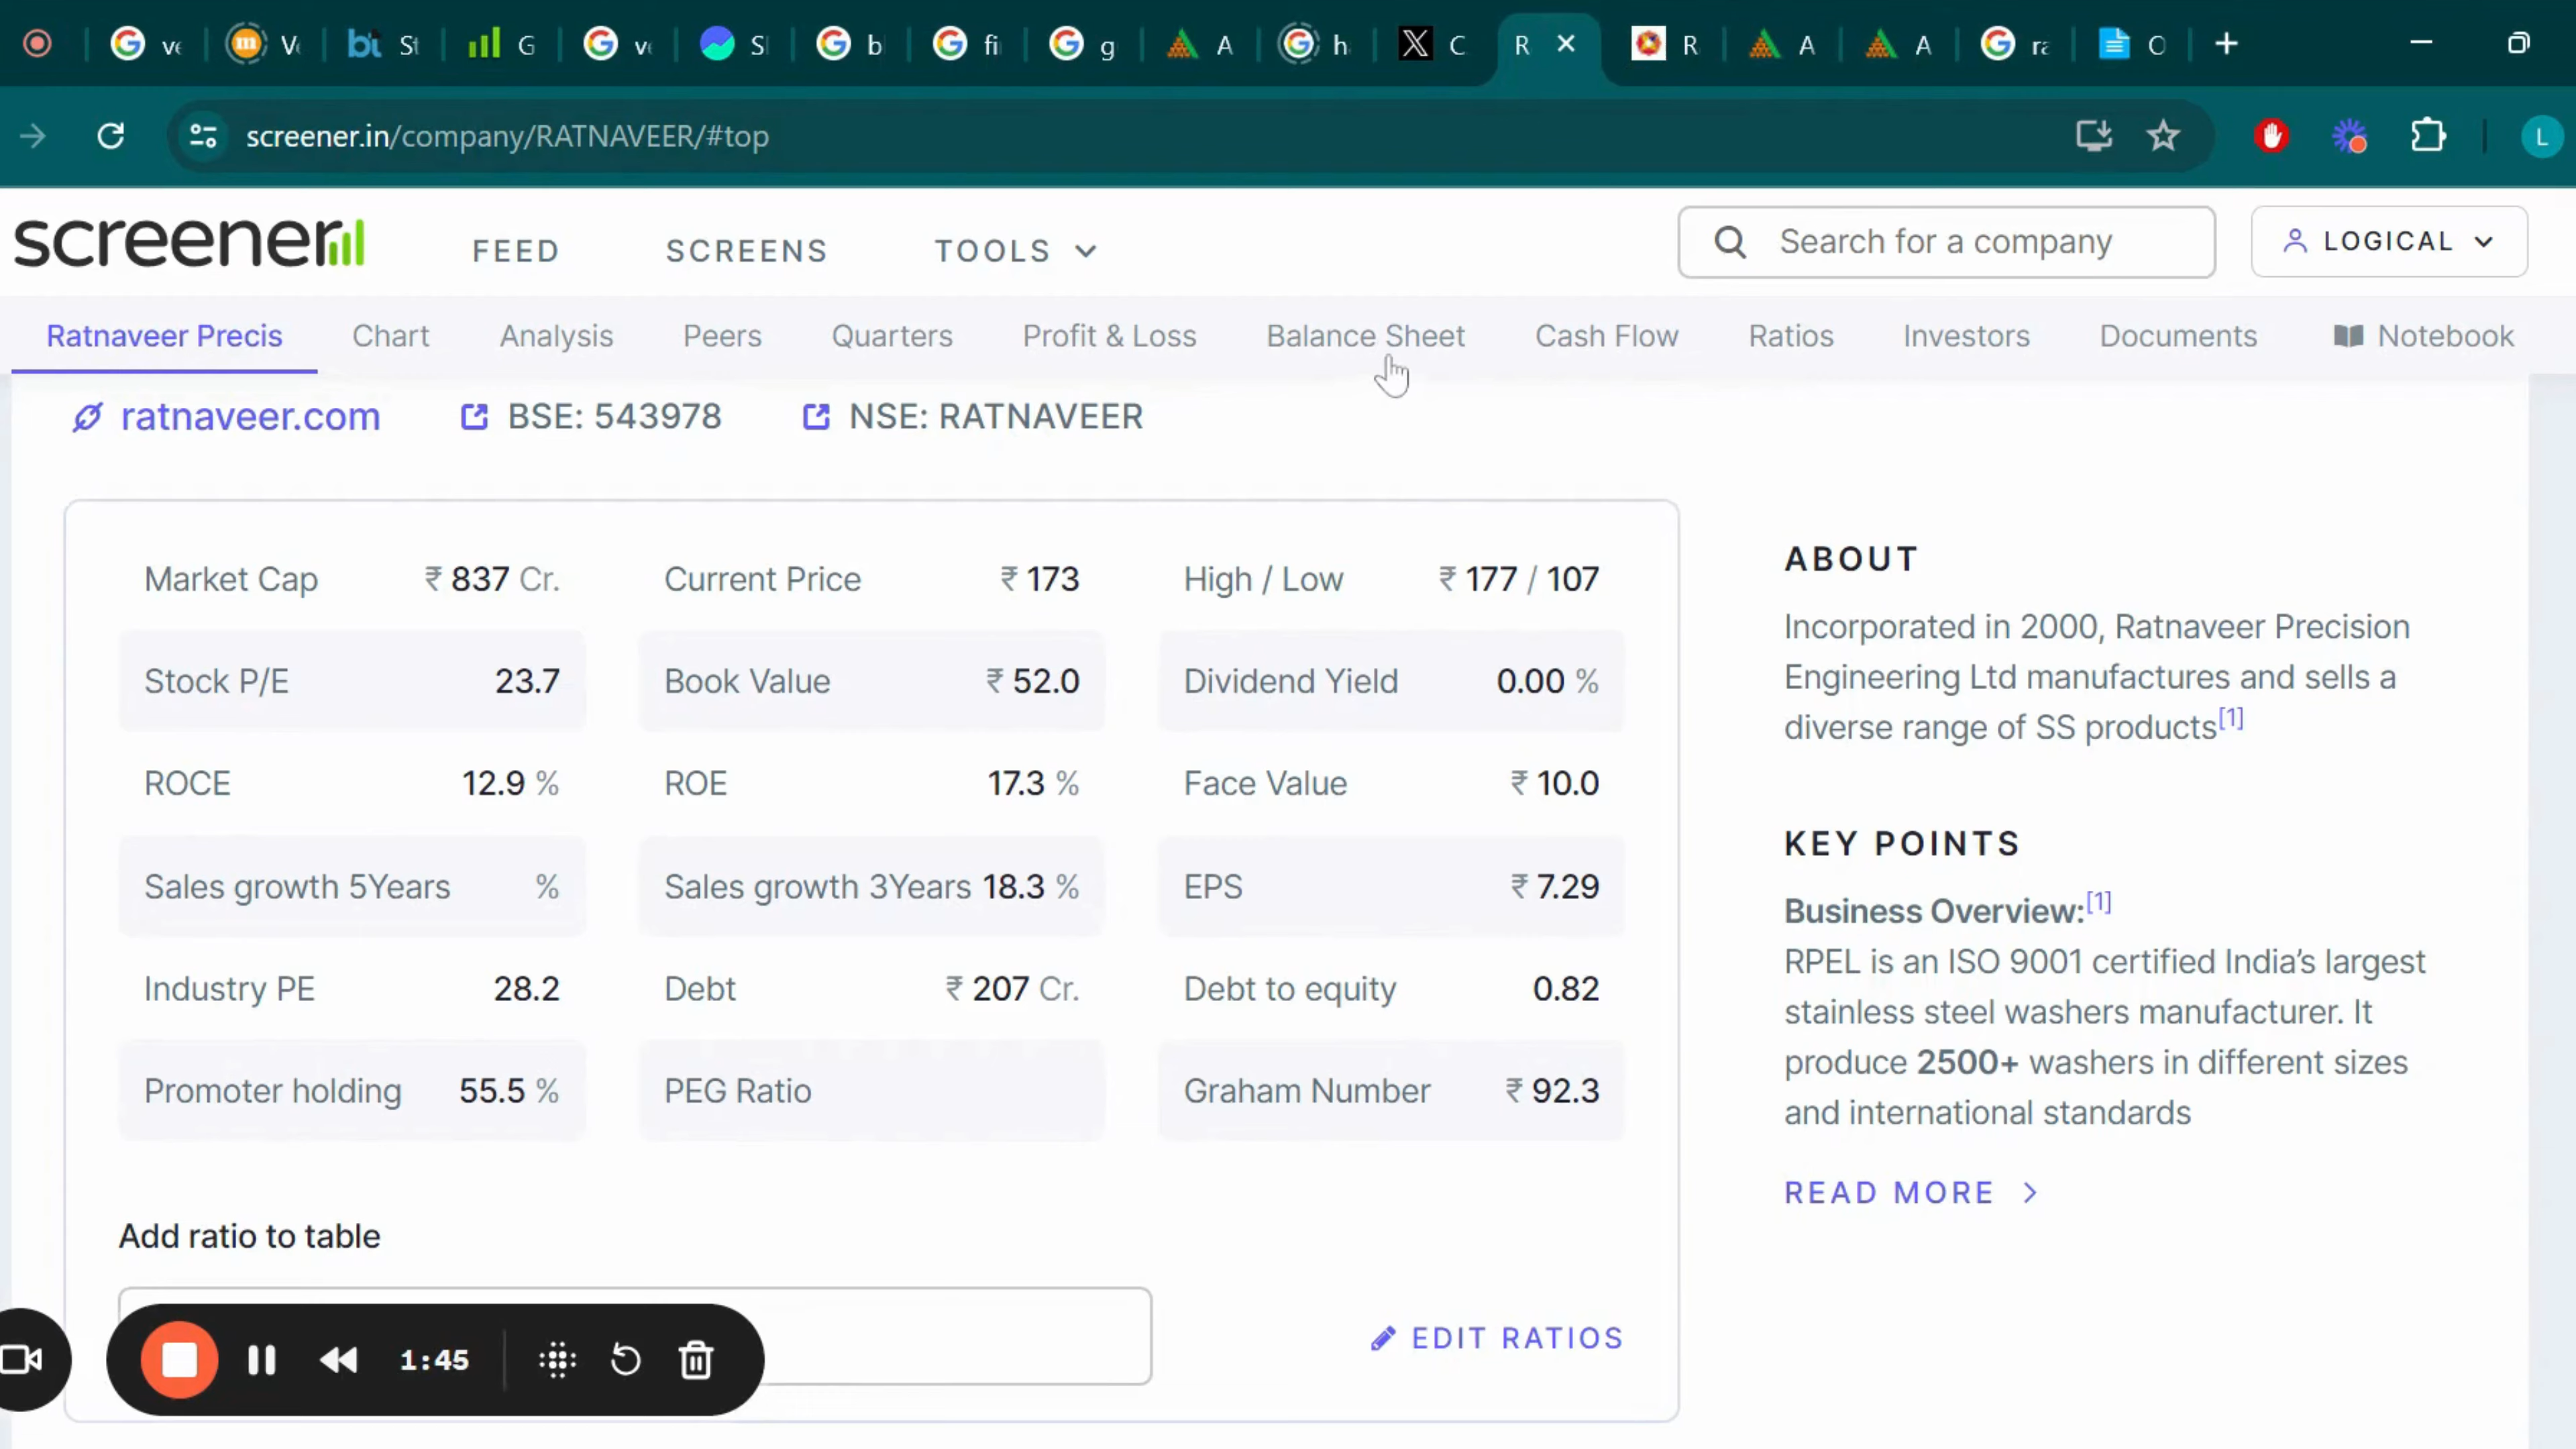 ve
Ve
bt St
G
ve
S
b
fi
g
A
h
X C
R
R
A
A
ra
O
screener.in/company/RATNAVEER/#top
L
screener
FEED
SCREENS
TOOLS
Search for a company
LOGICAL
Ratnaveer Precis
Chart
Analysis
Peers
Quarters
Profit & Loss
Balance Sheet
Cash Flow
Ratios
Investors
Documents
Notebook
ratnaveer.com
BSE: 543978
NSE: RATNAVEER
Market Cap ₹ 837 Cr.
Current Price ₹ 173
High / Low ₹ 177 / 107
Stock P/E 23.7
Book Value ₹ 52.0
Dividend Yield 0.00 %
ROCE 12.9 %
ROE 17.3 %
Face Value ₹ 10.0
Sales growth 5Years %
Sales growth 3Years 18.3 %
EPS ₹ 7.29
Industry PE 28.2
Debt ₹ 207 Cr.
Debt to equity 0.82
Promoter holding 55.5 %
PEG Ratio
Graham Number ₹ 92.3
Add ratio to table
EDIT RATIOS
1:45
ABOUT
Incorporated in 2000, Ratnaveer Precision
Engineering Ltd manufactures and sells a
diverse range of SS products[1]
KEY POINTS
Business Overview:[1]
RPEL is an ISO 9001 certified India's largest
stainless steel washers manufacturer. It
produce 2500+ washers in different sizes
and international standards
READ MORE